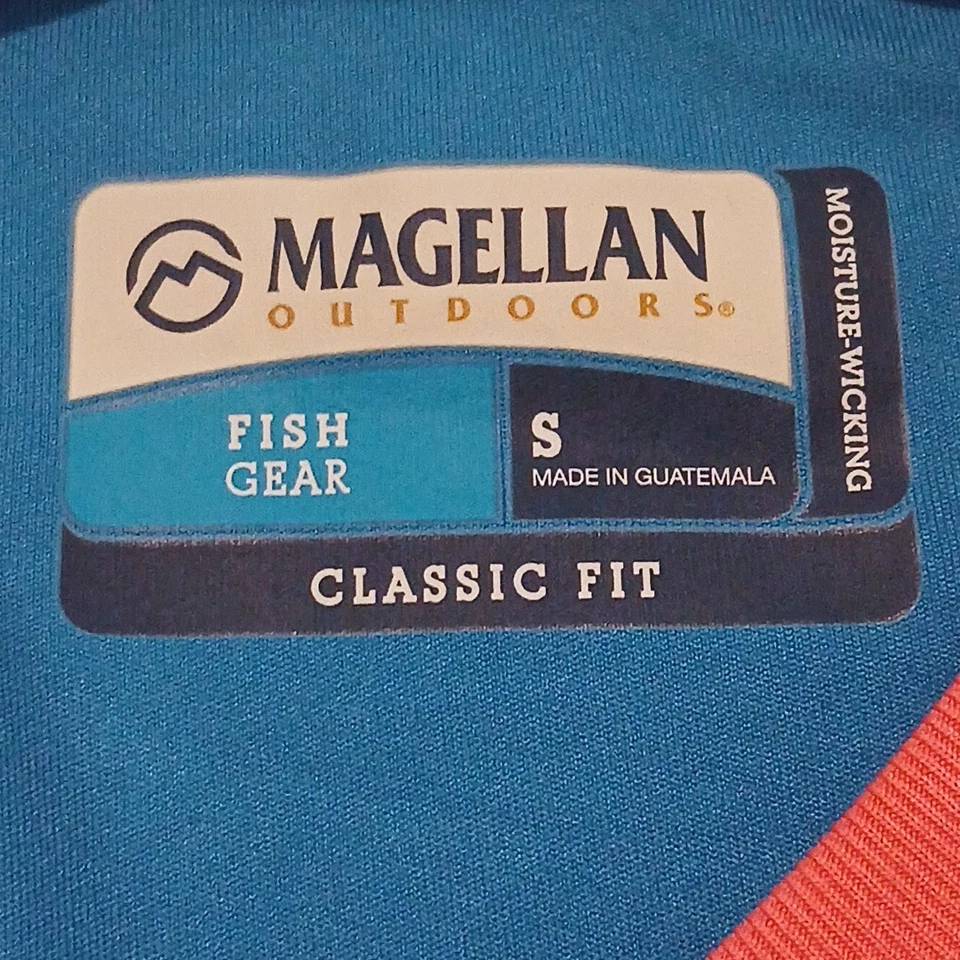 MAGELLAN
OUTDOORS®
FISH
GEAR
S
MADE IN GUATEMALA
MOISTURE-WICKING
CLASSIC FIT